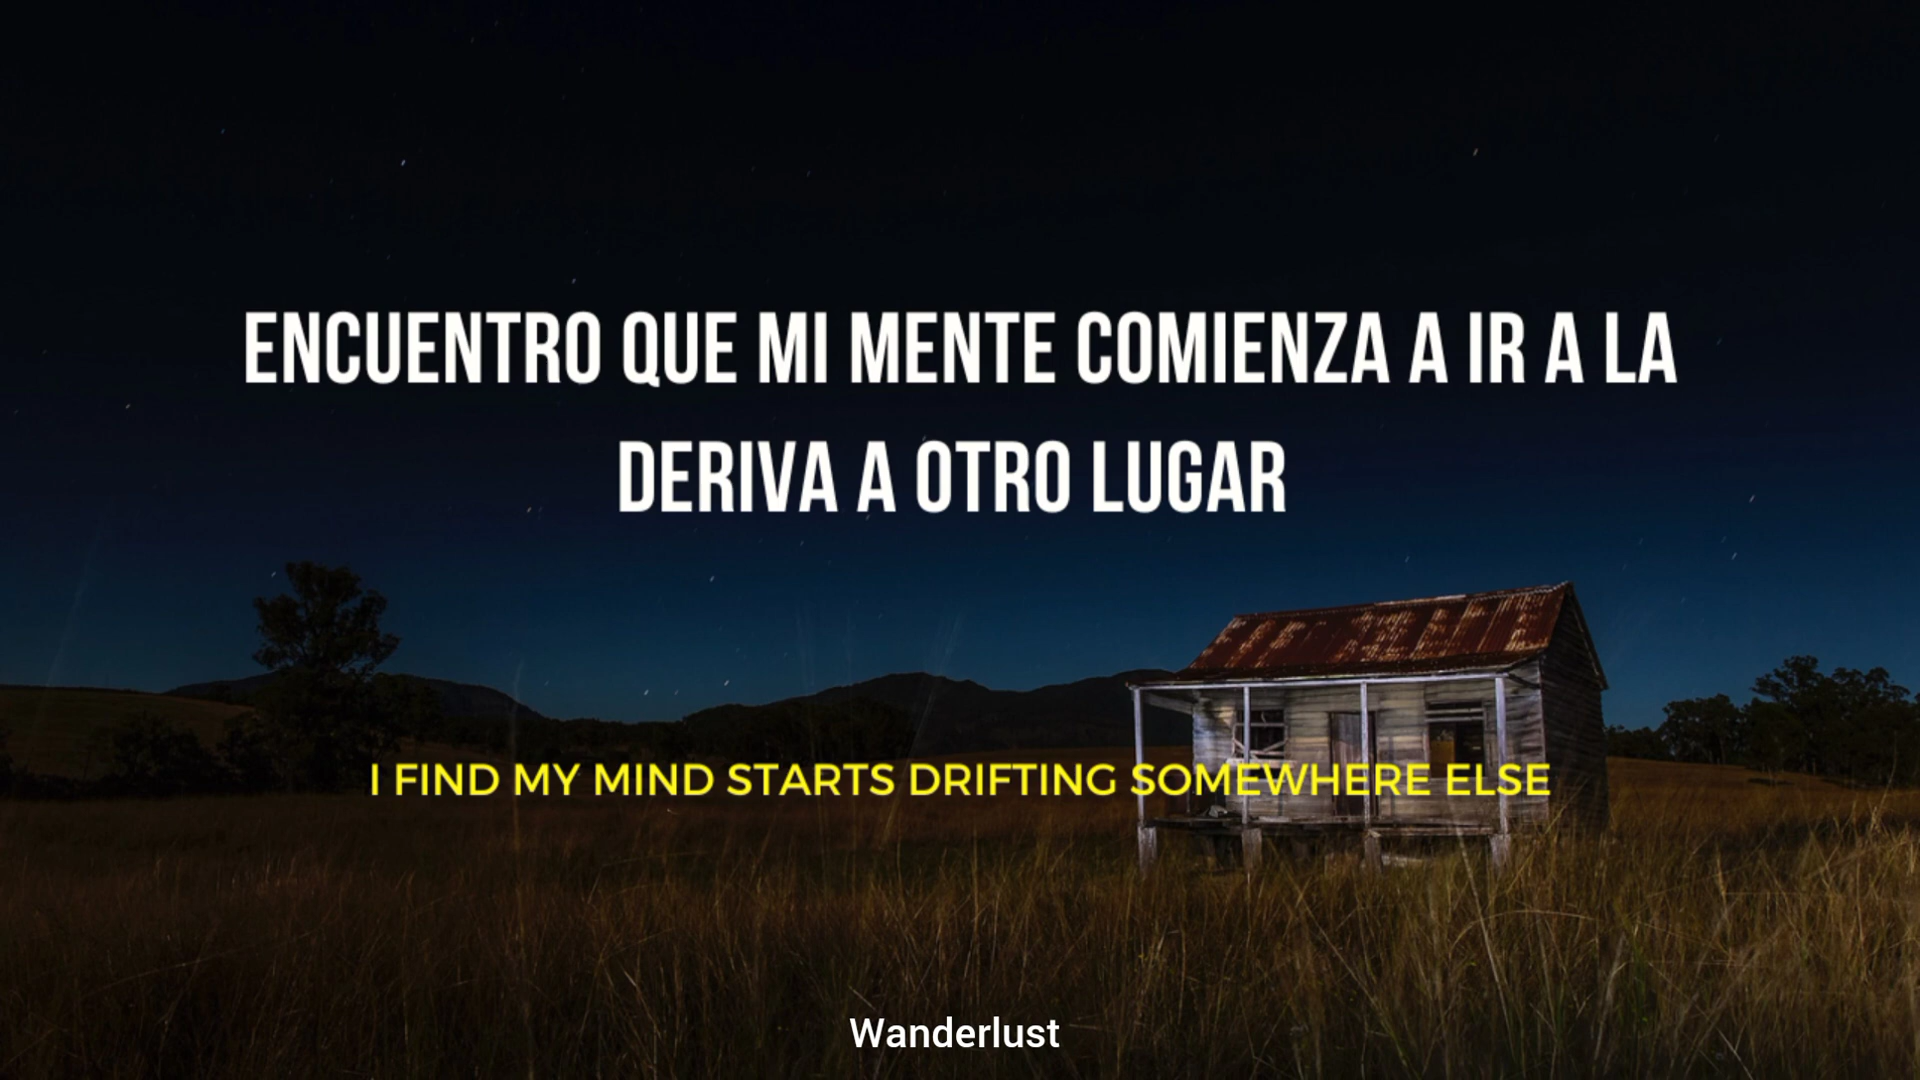 ENCUENTRO QUE MI MENTE COMIENZA A IR A LA
DERIVA A OTRO LUGAR
I FIND MY MIND STARTS DRIFTING SOMEWHERE ELSE
Wanderlust